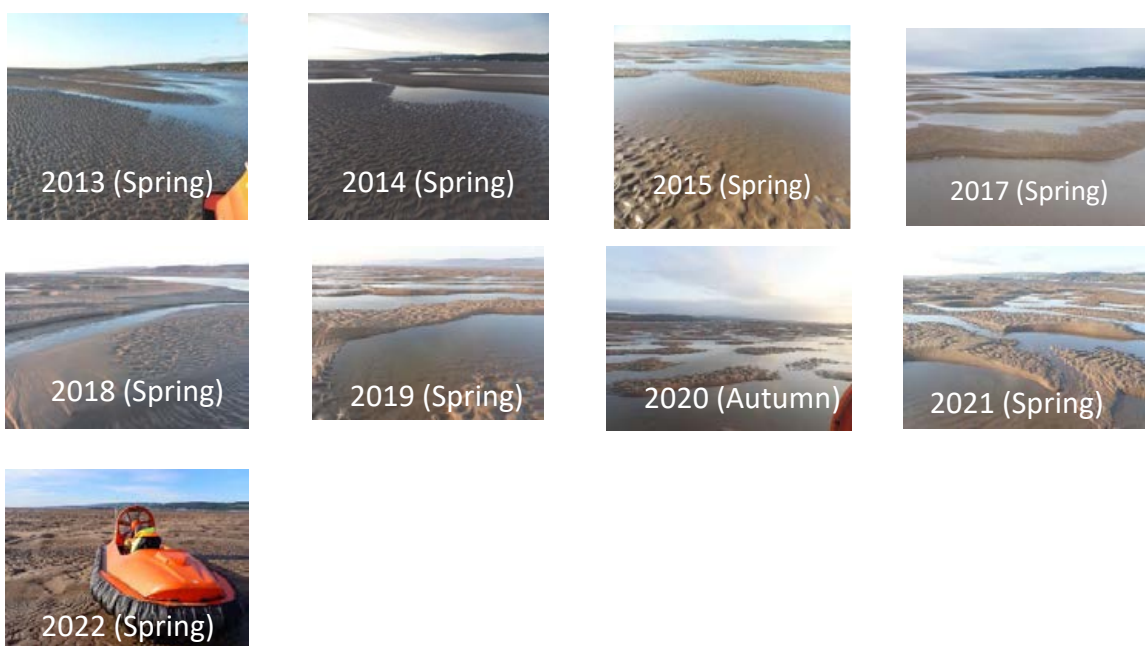 2013 (Spring)
2014 (Spring)
2015 (Spring)
2017 (Spring)
2018 (Spring)
2019 (Spring)
2020 (Autumn)
2021 (Spring)
2022 (Spring)